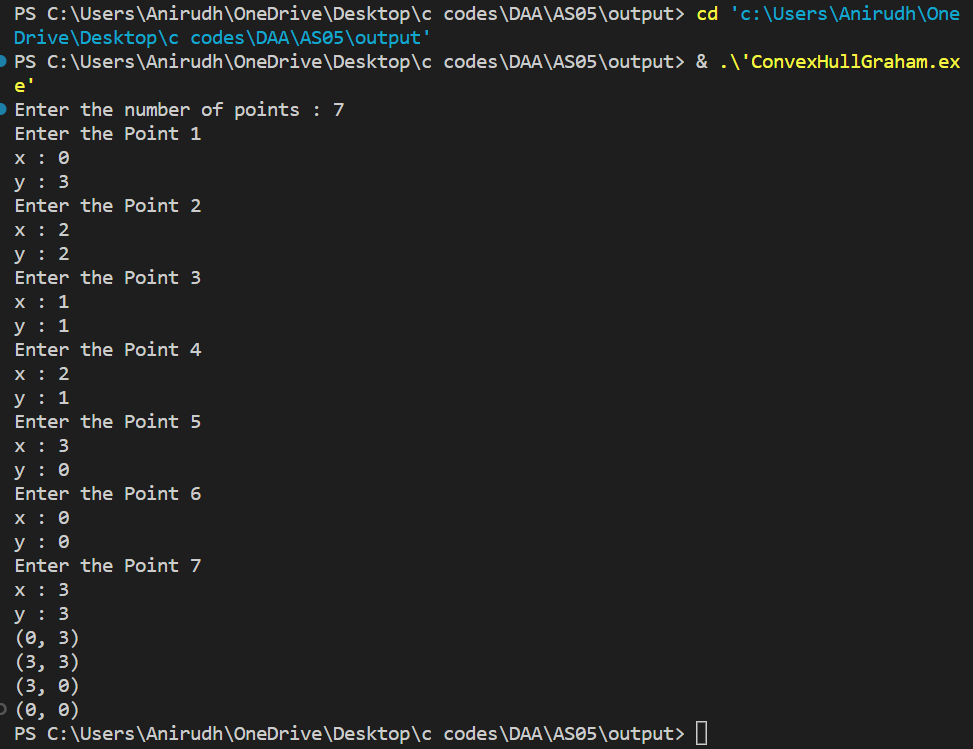 PS C:\Users\Anirudh\OneDrive\Desktop\c codes\DAA\AS05\output> cd 'c:\Users\Anirudh\One
Drive\Desktop\c codes\DAA\AS05\output'
PS C:\Users\Anirudh\OneDrive\Desktop\c codes\DAA\AS05\output> & .\'ConvexHullGraham.ex
e'
Enter the number of points : 7
Enter the Point 1
x : 0
y : 3
Enter the Point 2
x : 2
y : 2
Enter the Point 3
x : 1
y : 1
Enter the Point 4
x : 2
y : 1
Enter the Point 5
x : 3
y : 0
Enter the Point 6
x : 0
y : 0
Enter the Point 7
x : 3
y : 3
(0, 3)
(3, 3)
(3, 0)
(0, 0)
PS C:\Users\Anirudh\OneDrive\Desktop\c codes\DAA\AS05\output>